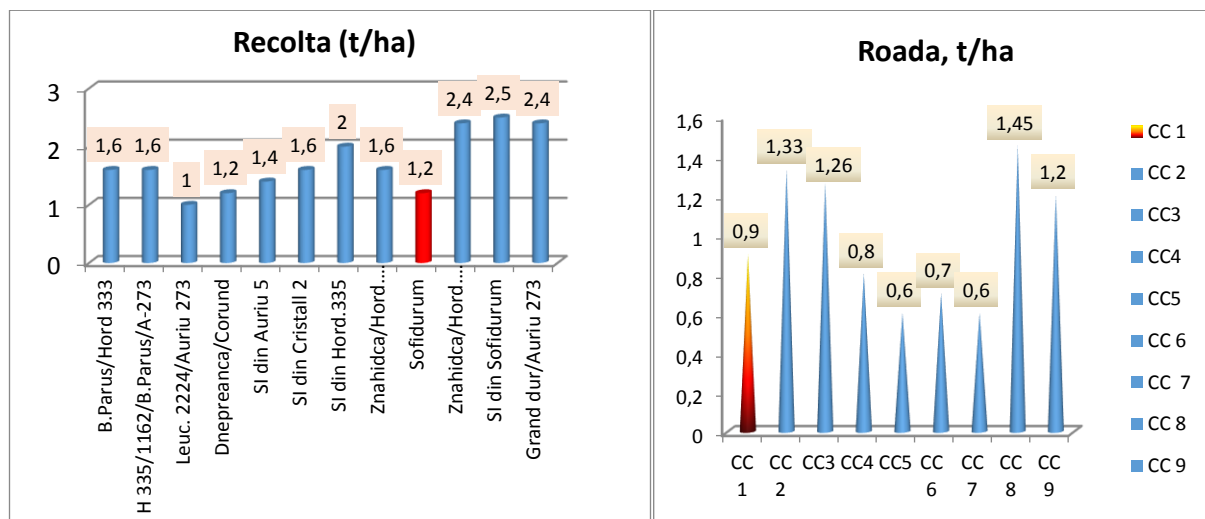 Recolta (t/ha)
3
2
1
0
1,6
1,6
1
1,2
1,4
1,6
2
1,6
1,2
2,4
2,5
2,4
B.Parus/Hord 333
H 335/1162/B.Parus/A-273
Leuc. 2224/Auriu 273
Dnepreanca/Corund
SI din Auriu 5
SI din Cristall 2
SI din Hord.335
Znahidca/Hord....
Sofidurum
Znahidca/Hord...
SI din Sofidurum
Grand dur/Auriu 273
Roada, t/ha
1,6
1,4
1,2
1
0,8
0,6
0,4
0,2
0
0,9
1,33
1,26
0,8
0,6
0,7
0,6
1,45
1,2
CC
1
CC
2
CC3
CC4
CC5
CC
6
CC
7
CC
8
CC
9
CC 1
CC 2
CC3
CC4
CC5
CC 6
CC 7
CC 8
CC 9